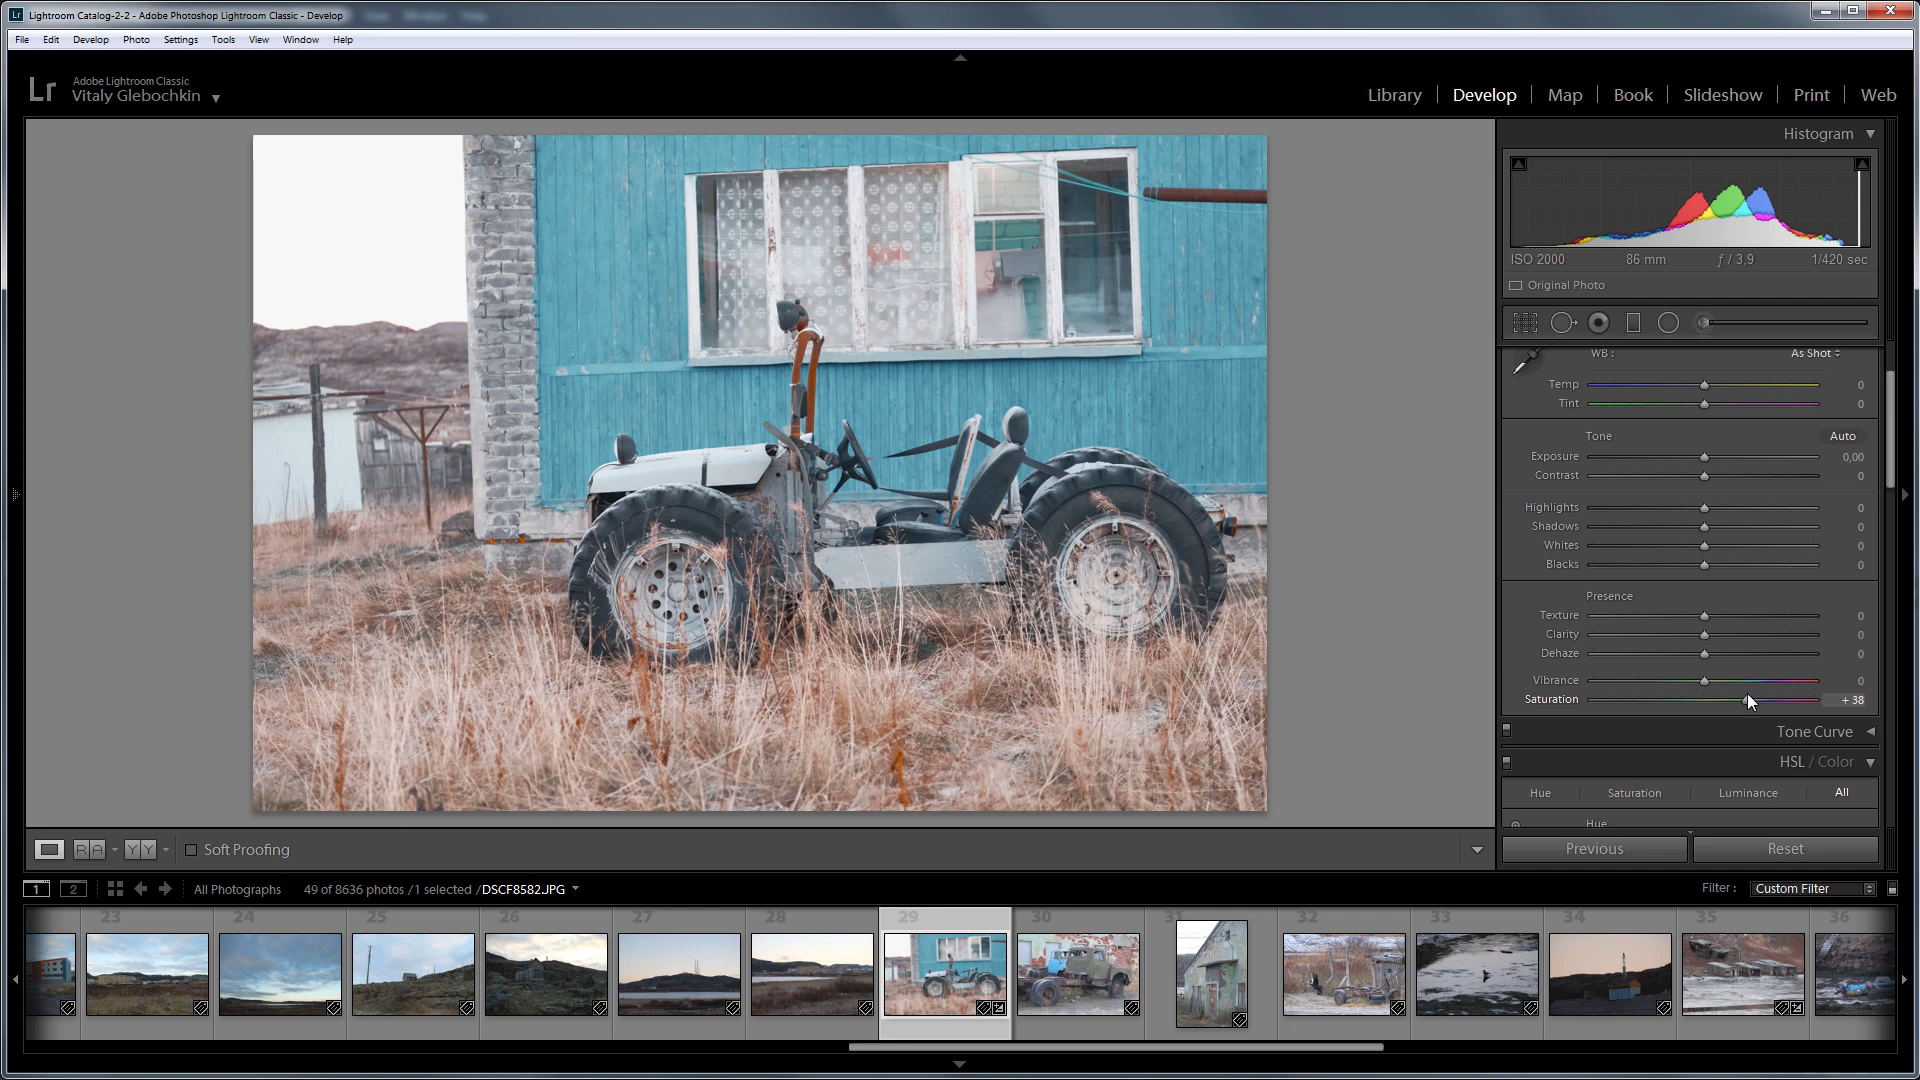 Lightroom Catalog-2-2 - Adobe Photoshop Lightroom Classic - Develop
File Edit Develop Photo Settings Tools View Window Help
Lr Adobe Lightroom Classic
Vitaly Glebochkin
Library Develop Map Book Slideshow Print Web
Histogram
ISO 2000 86 mm ƒ / 3,9 1/420 sec
Original Photo
WB : As Shot
Temp 0
Tint 0
Tone Auto
Exposure 0,00
Contrast 0
Highlights 0
Shadows 0
Whites 0
Blacks 0
Presence
Texture 0
Clarity 0
Dehaze 0
Vibrance 0
Saturation + 38
Tone Curve
HSL / Color
Hue Saturation Luminance All
Hue
Previous Reset
R A Y Y Soft Proofing
1 2 All Photographs 49 of 8636 photos / 1 selected / DSCF8582.JPG Filter : Custom Filter
23 24 25 26 27 28 29 30 31 32 33 34 35 36